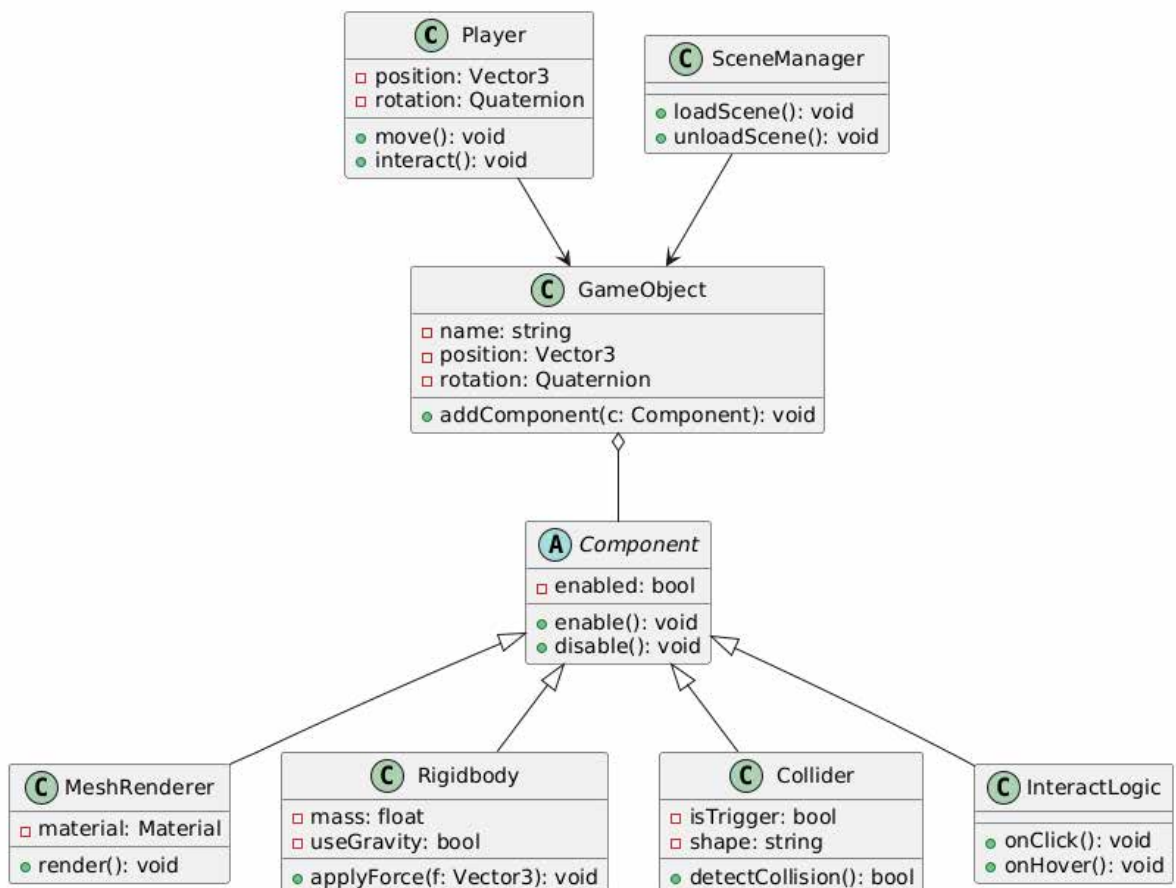 C Player
position: Vector3
rotation: Quaternion
move(): void
interact(): void
C SceneManager
loadScene(): void
unloadScene(): void
C GameObject
name: string
position: Vector3
rotation: Quaternion
addComponent(c: Component): void
A Component
enabled: bool
enable(): void
disable(): void
C MeshRenderer
material: Material
render(): void
C Rigidbody
mass: float
useGravity: bool
applyForce(f: Vector3): void
C Collider
isTrigger: bool
shape: string
detectCollision(): bool
C InteractLogic
onClick(): void
onHover(): void